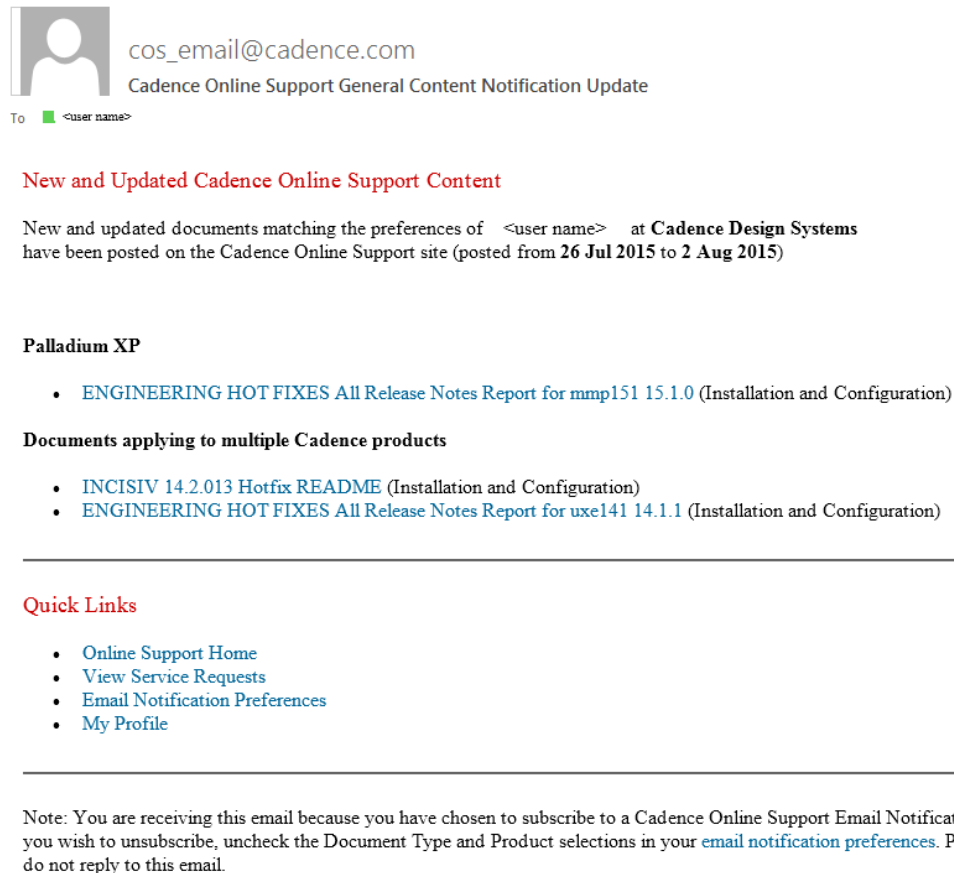 cos_email@cadence.com
Cadence Online Support General Content Notification Update
To <user name>
New and Updated Cadence Online Support Content
New and updated documents matching the preferences of <user name> at Cadence Design Systems
have been posted on the Cadence Online Support site (posted from 26 Jul 2015 to 2 Aug 2015)
Palladium XP
• ENGINEERING HOT FIXES All Release Notes Report for mmp151 15.1.0 (Installation and Configuration)
Documents applying to multiple Cadence products
• INCISIV 14.2.013 Hotfix README (Installation and Configuration)
• ENGINEERING HOT FIXES All Release Notes Report for uxe141 14.1.1 (Installation and Configuration)
Quick Links
• Online Support Home
• View Service Requests
• Email Notification Preferences
• My Profile
Note: You are receiving this email because you have chosen to subscribe to a Cadence Online Support Email Notificat
you wish to unsubscribe, uncheck the Document Type and Product selections in your email notification preferences. P
do not reply to this email.